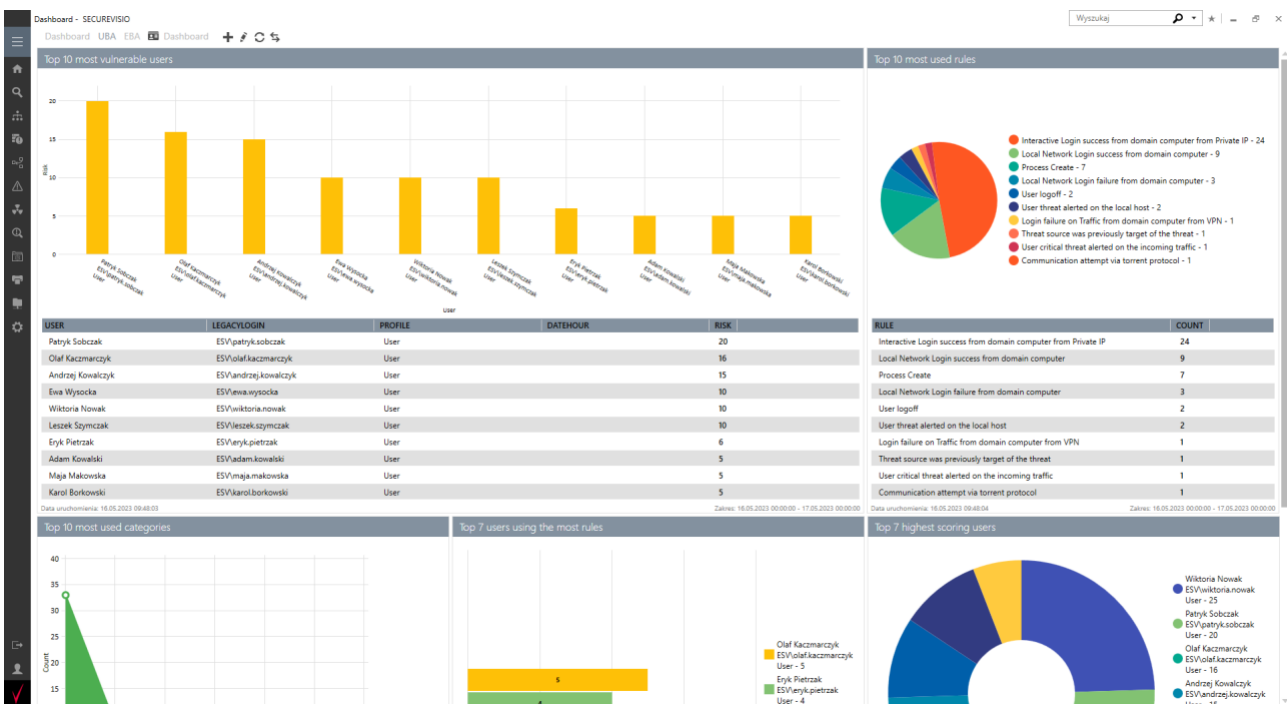 Dashboard - SECUREVISIO
Wyszukaj
Dashboard UBA EBA Dashboard
Top 10 most vulnerable users
20
15
10
5
0
Risk
Patryk Sobczak
ESV\patryk.sobczak
User
Olaf Kaczmarczyk
ESV\olaf.kaczmarczyk
User
Andrzej Kowalczyk
ESV\andrzej.kowalczyk
User
Ewa Wysocka
ESV\ewa.wysocka
User
Wiktoria Nowak
ESV\wiktoria.nowak
User
Leszek Szymczak
ESV\leszek.szymczak
User
Eryk Pietrzak
ESV\eryk.pietrzak
User
Adam Kowalski
ESV\adam.kowalski
User
Maja Makowska
ESV\maja.makowska
User
Karol Borkowski
ESV\karol.borkowski
User
User
USER LEGACYLOGIN PROFILE DATEHOUR RISK
Patryk Sobczak ESV\patryk.sobczak User 20
Olaf Kaczmarczyk ESV\olaf.kaczmarczyk User 16
Andrzej Kowalczyk ESV\andrzej.kowalczyk User 15
Ewa Wysocka ESV\ewa.wysocka User 10
Wiktoria Nowak ESV\wiktoria.nowak User 10
Leszek Szymczak ESV\leszek.szymczak User 10
Eryk Pietrzak ESV\eryk.pietrzak User 6
Adam Kowalski ESV\adam.kowalski User 5
Maja Makowska ESV\maja.makowska User 5
Karol Borkowski ESV\karol.borkowski User 5
Data uruchomienia: 16.05.2023 09:48:03 Zakres: 16.05.2023 00:00:00 - 17.05.2023 00:00:00
Top 10 most used rules
Interactive Login success from domain computer from Private IP - 24
Local Network Login success from domain computer - 9
Process Create - 7
Local Network Login failure from domain computer - 3
User logoff - 2
User threat alerted on the local host - 2
Login failure on Traffic from domain computer from VPN - 1
Threat source was previously target of the threat - 1
User critical threat alerted on the incoming traffic - 1
Communication attempt via torrent protocol - 1
RULE COUNT
Interactive Login success from domain computer from Private IP 24
Local Network Login success from domain computer 9
Process Create 7
Local Network Login failure from domain computer 3
User logoff 2
User threat alerted on the local host 2
Login failure on Traffic from domain computer from VPN 1
Threat source was previously target of the threat 1
User critical threat alerted on the incoming traffic 1
Communication attempt via torrent protocol 1
Data uruchomienia: 16.05.2023 09:48:04 Zakres: 16.05.2023 00:00:00 - 17.05.2023 00:00:00
Top 10 most used categories
40
35
30
25
20
15
Count
Top 7 users using the most rules
5
4
Olaf Kaczmarczyk
ESV\olaf.kaczmarczyk
User - 5
Eryk Pietrzak
ESV\eryk.pietrzak
User - 4
Top 7 highest scoring users
Wiktoria Nowak
ESV\wiktoria.nowak
User - 25
Patryk Sobczak
ESV\patryk.sobczak
User - 20
Olaf Kaczmarczyk
ESV\olaf.kaczmarczyk
User - 16
Andrzej Kowalczyk
ESV\andrzej.kowalczyk
User - 15